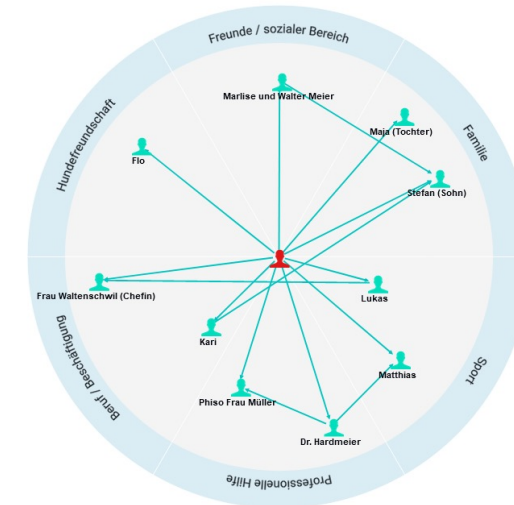 Freunde / sozialer Bereich
Marlise und Walter Meier
Maja (Tochter)
Familie
Hundefreundschaft
Flo
Stefan (Sohn)
Frau Waltenschwil (Chefin)
Lukas
Kari
Beruf / Beschäftigung
Matthias
Sport
Phiso Frau Müller
Dr. Hardmeier
Professionelle Hilfe